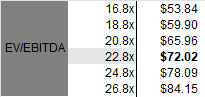 16.8x $53.84
18.8x $59.90
20.8x $65.96
EV/EBITDA
22.8x $72.02
24.8x $78.09
26.8x $84.15